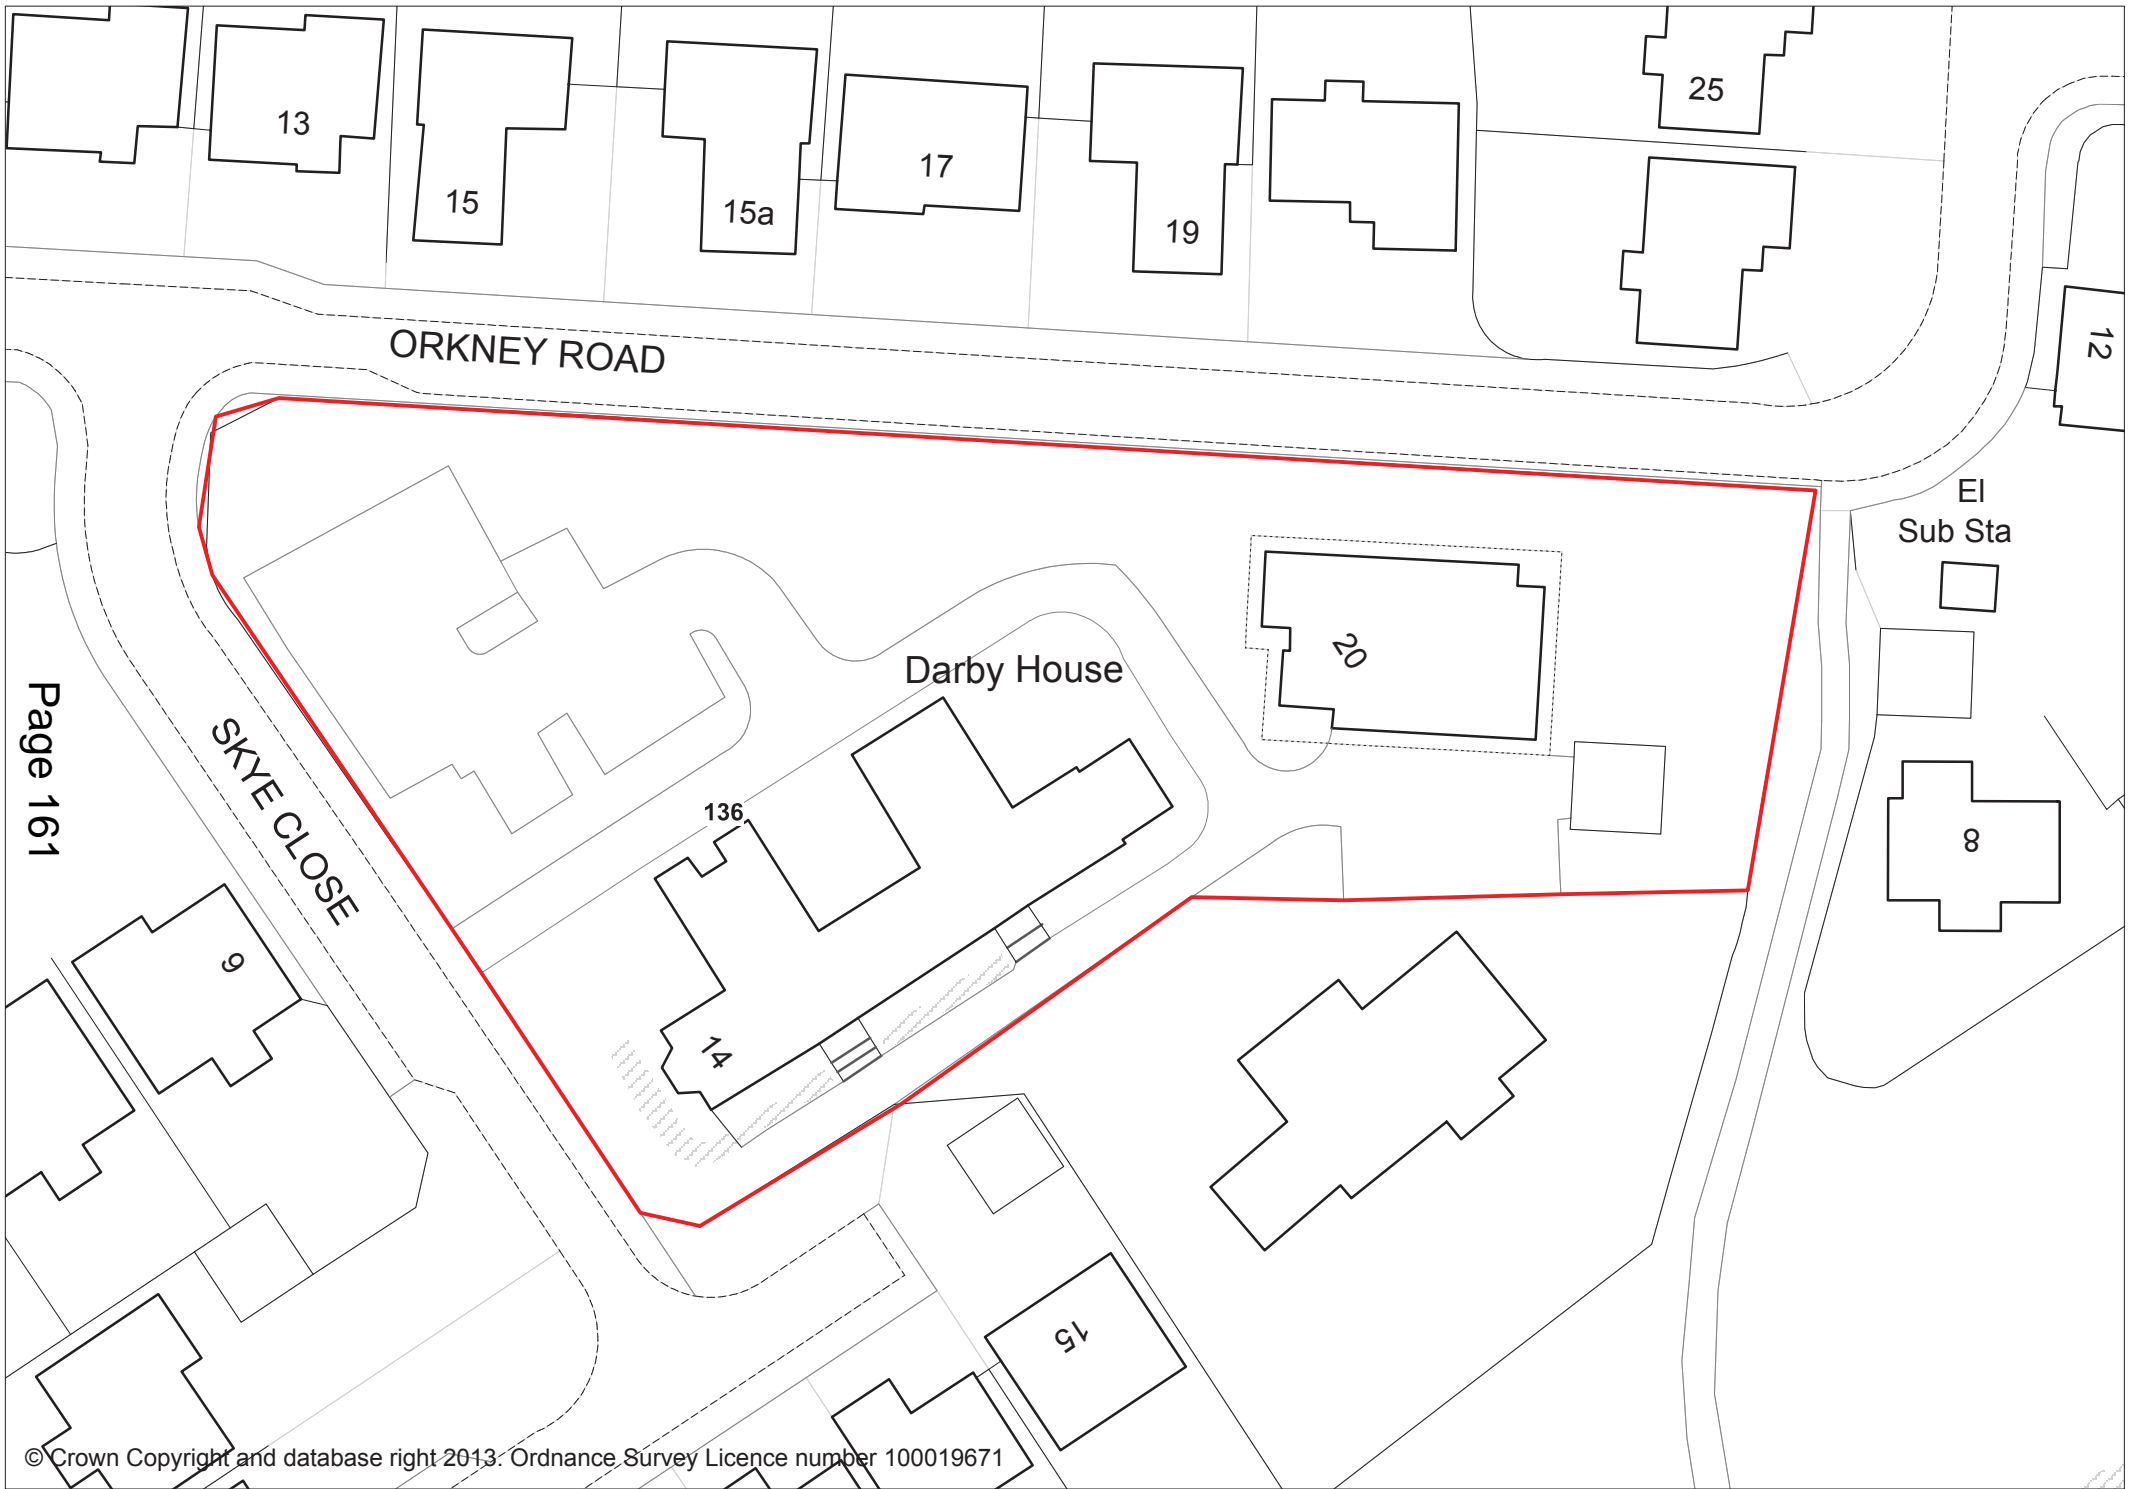 13
15
15a
17
19
25
12
ORKNEY ROAD
El
Sub Sta
20
Darby House
Page 161
SKYE CLOSE
136
8
9
14
15
© Crown Copyright and database right 2013. Ordnance Survey Licence number 100019671